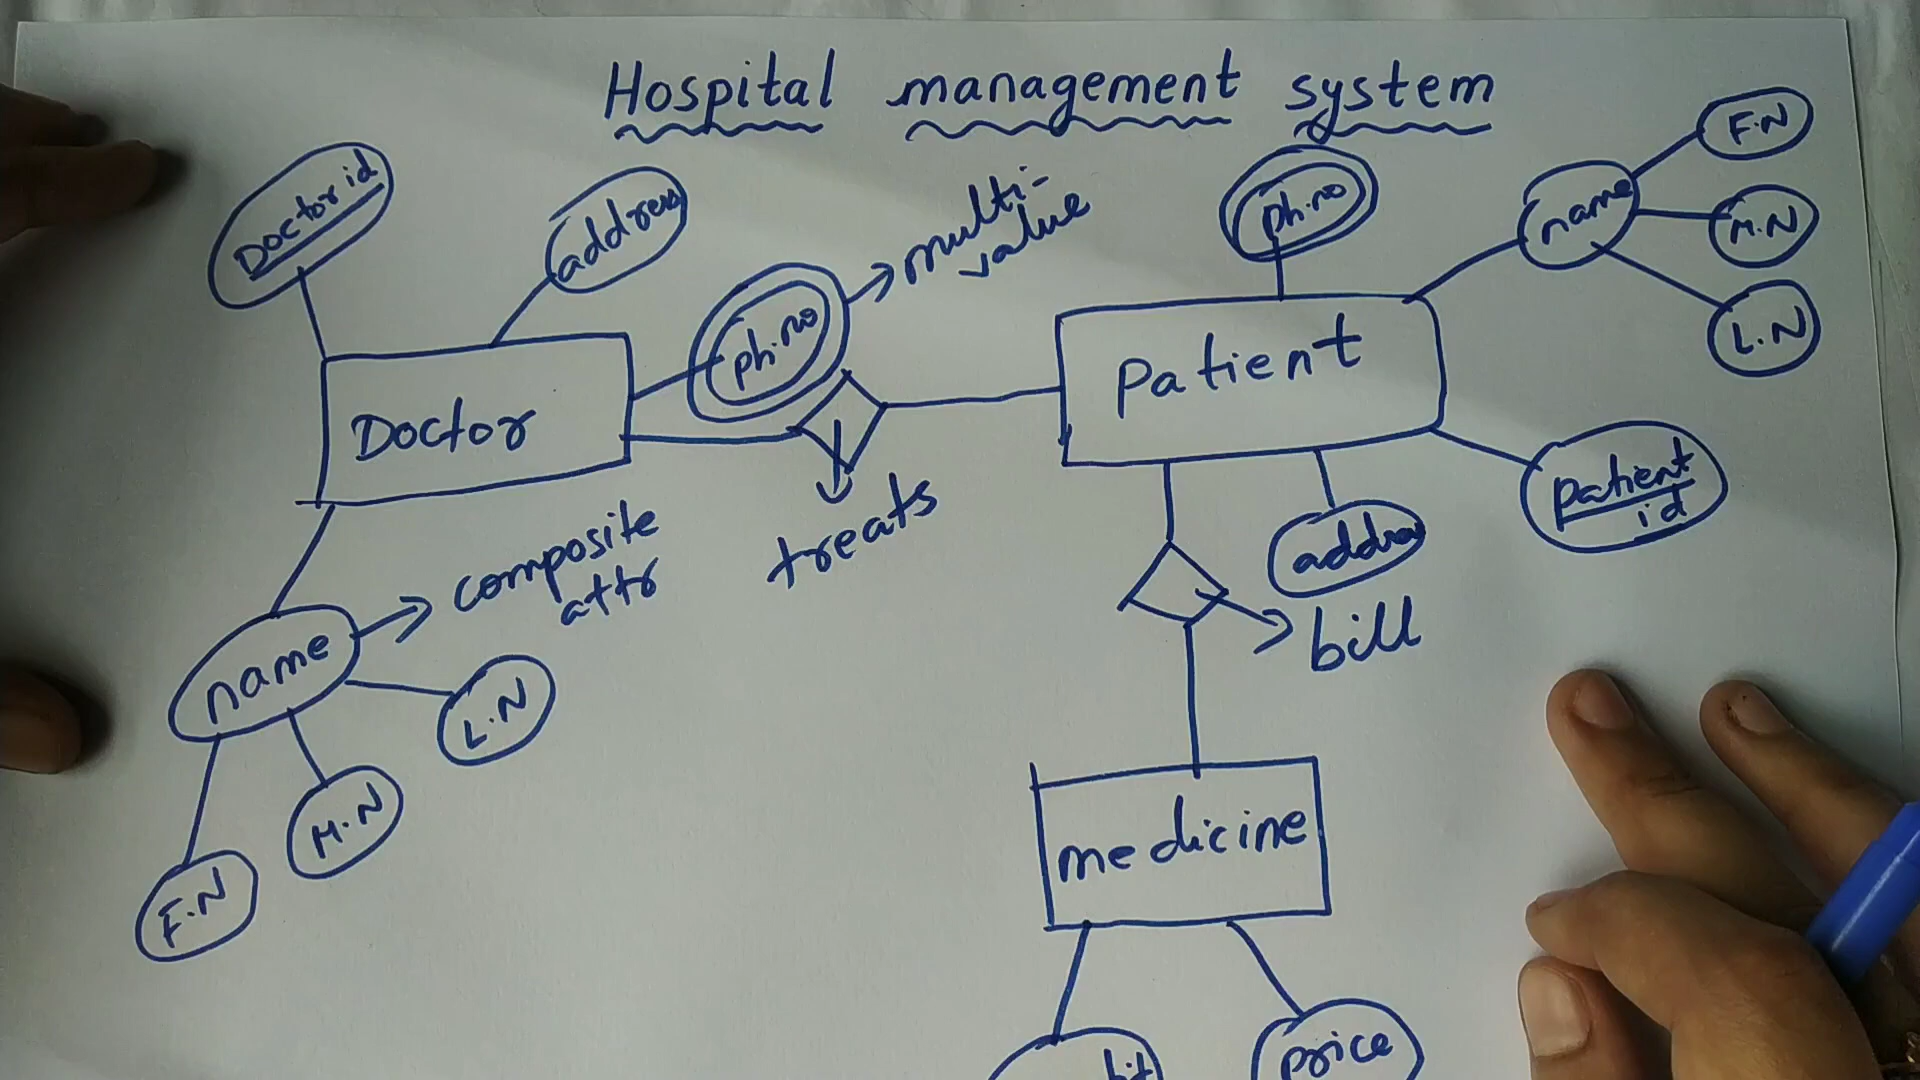 Hospital management system
Doctor id
address
ph.no
multi-
value
Doctor
treats
name
composite
attr
L.N
M.N
F.N
ph.no
name
F.N
M.N
L.N
Patient
patient
id
bill
medicine
price